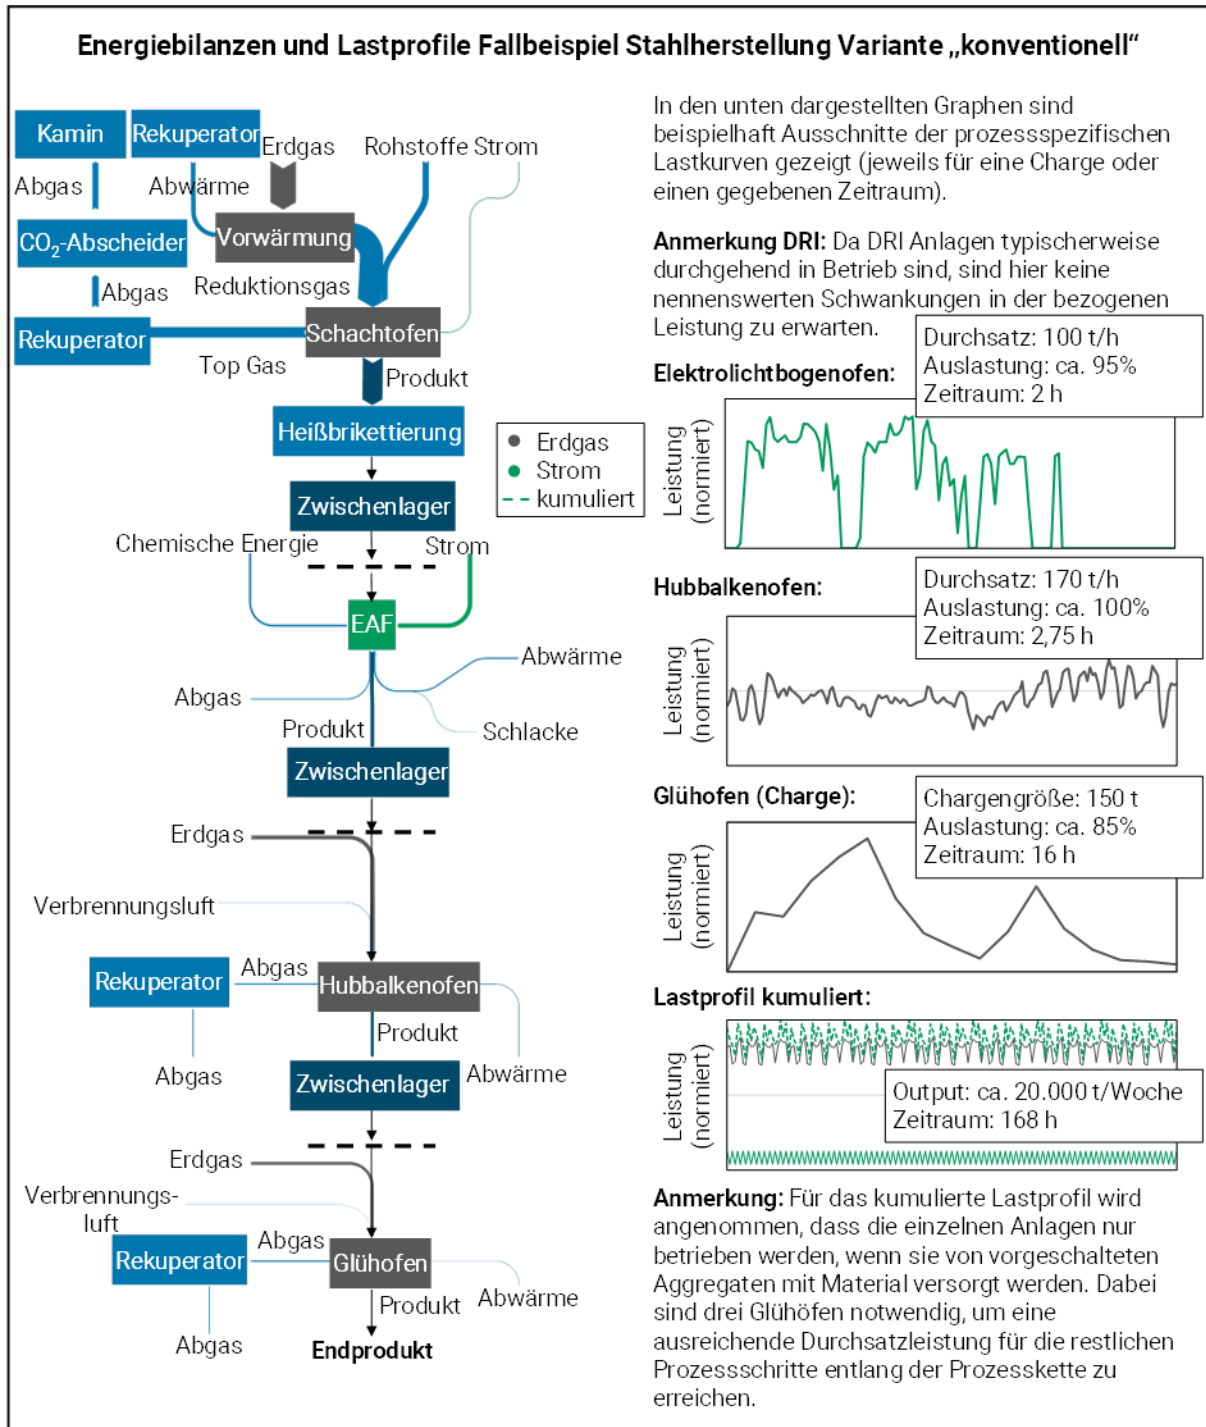 Energiebilanzen und Lastprofile Fallbeispiel Stahlherstellung Variante „konventionell“
Kamin
Rekuperator
Erdgas
Rohstoffe
Strom
Abgas
Abwärme
CO₂-Abscheider
Vorwärmung
Abgas
Reduktionsgas
Rekuperator
Schachtofen
Top Gas
Produkt
Heißbrikettierung
Zwischenlager
Chemische Energie
Strom
EAF
Abwärme
Abgas
Schlacke
Produkt
Zwischenlager
Erdgas
Verbrennungsluft
Rekuperator
Abgas
Hubbalkenofen
Produkt
Abgas
Abwärme
Zwischenlager
Erdgas
Verbrennungs-
luft
Rekuperator
Abgas
Glühofen
Abwärme
Produkt
Abgas
Endprodukt
Erdgas
Strom
kumuliert
In den unten dargestellten Graphen sind
beispielhaft Ausschnitte der prozessspezifischen
Lastkurven gezeigt (jeweils für eine Charge oder
einen gegebenen Zeitraum).
Anmerkung DRI: Da DRI Anlagen typischerweise
durchgehend in Betrieb sind, sind hier keine
nennenswerten Schwankungen in der bezogenen
Leistung zu erwarten.
Elektrolichtbogenofen:
Durchsatz: 100 t/h
Auslastung: ca. 95%
Zeitraum: 2 h
Leistung
(normiert)
Hubbalkenofen:
Durchsatz: 170 t/h
Auslastung: ca. 100%
Zeitraum: 2,75 h
Leistung
(normiert)
Glühofen (Charge):
Chargengröße: 150 t
Auslastung: ca. 85%
Zeitraum: 16 h
Leistung
(normiert)
Lastprofil kumuliert:
Leistung
(normiert)
Output: ca. 20.000 t/Woche
Zeitraum: 168 h
Anmerkung: Für das kumulierte Lastprofil wird
angenommen, dass die einzelnen Anlagen nur
betrieben werden, wenn sie von vorgeschalteten
Aggregaten mit Material versorgt werden. Dabei
sind drei Glühöfen notwendig, um eine
ausreichende Durchsatzleistung für die restlichen
Prozessschritte entlang der Prozesskette zu
erreichen.